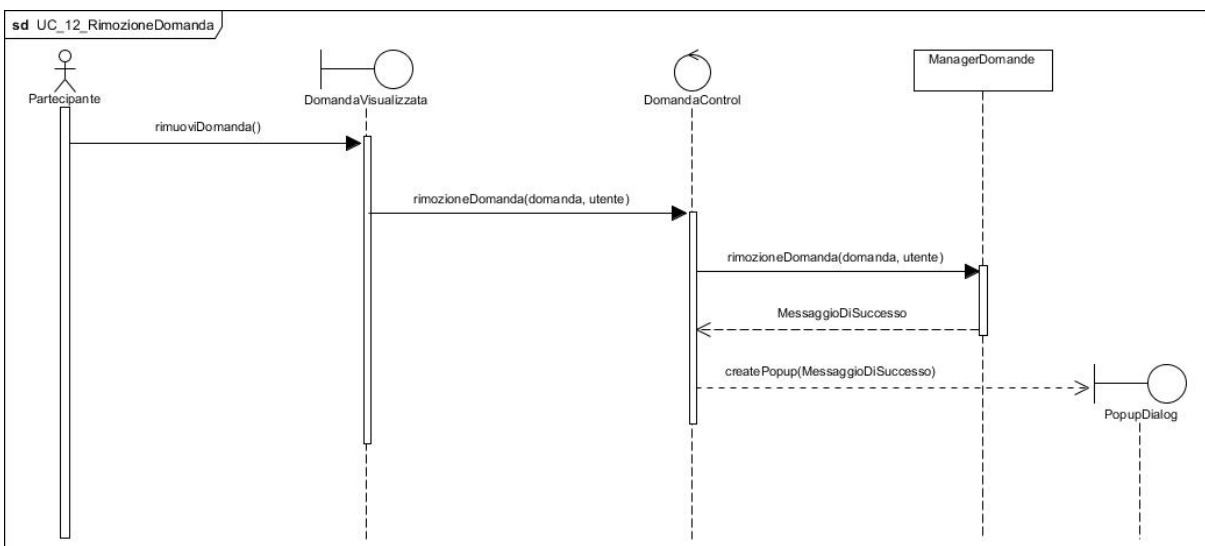 sd UC_12_RimozioneDomanda
Partecipante
DomandaVisualizzata
DomandaControl
ManagerDomande
rimuoviDomanda()
rimozioneDomanda(domanda, utente)
rimozioneDomanda(domanda, utente)
MessaggioDiSuccesso
createPopup(MessaggioDiSuccesso)
PopupDialog